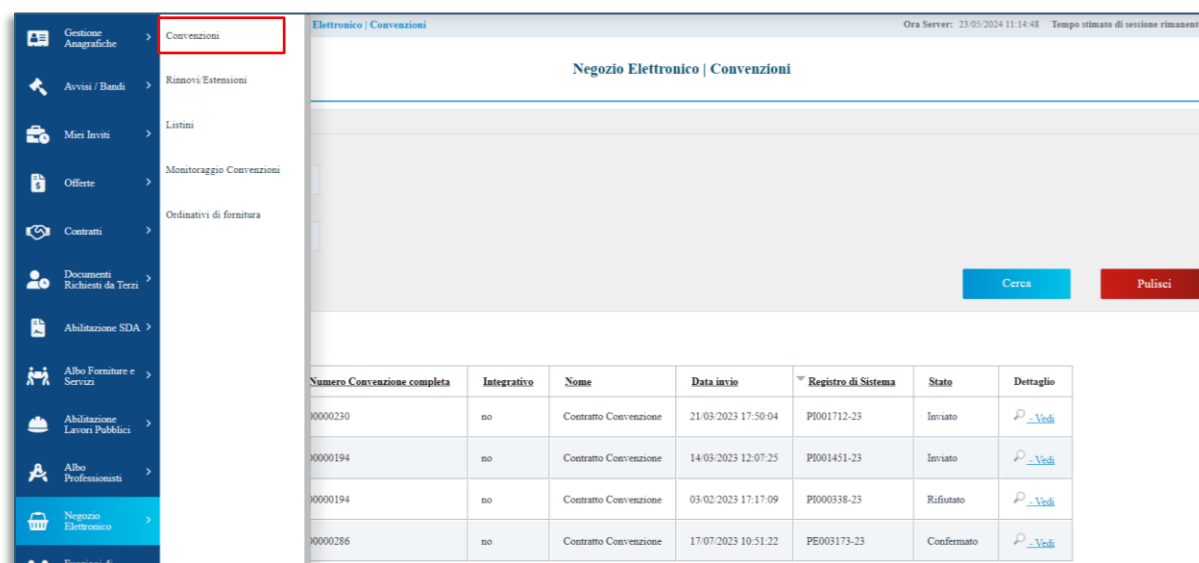 Elettronico | Convenzioni
Ora Server: 23/05/2024 11:14:48 Tempo stimato di sessione rimanent
Gestione
Anagrafiche
Avvisi / Bandi
Miei Inviti
Offerte
Contratti
Documenti
Richiesti da Terzi
Abilitazione SDA
Albo Forniture e
Servizi
Abilitazione
Lavori Pubblici
Albo
Professionisti
Negozio
Elettronico
Convenzioni
Rinnovi/Estensioni
Listini
Monitoraggio Convenzioni
Ordinativi di fornitura
Negozio Elettronico | Convenzioni
Cerca Pulisci
Numero Convenzione completa Integrativo Nome Data invio Registro di Sistema Stato Dettaglio
00000230 no Contratto Convenzione 21/03/2023 17:50:04 PI001712-23 Inviato - Vedi
00000194 no Contratto Convenzione 14/03/2023 12:07:25 PI001451-23 Inviato - Vedi
00000194 no Contratto Convenzione 03/02/2023 17:17:09 PI000338-23 Rifiutato - Vedi
00000286 no Contratto Convenzione 17/07/2023 10:51:22 PE003173-23 Confermato - Vedi